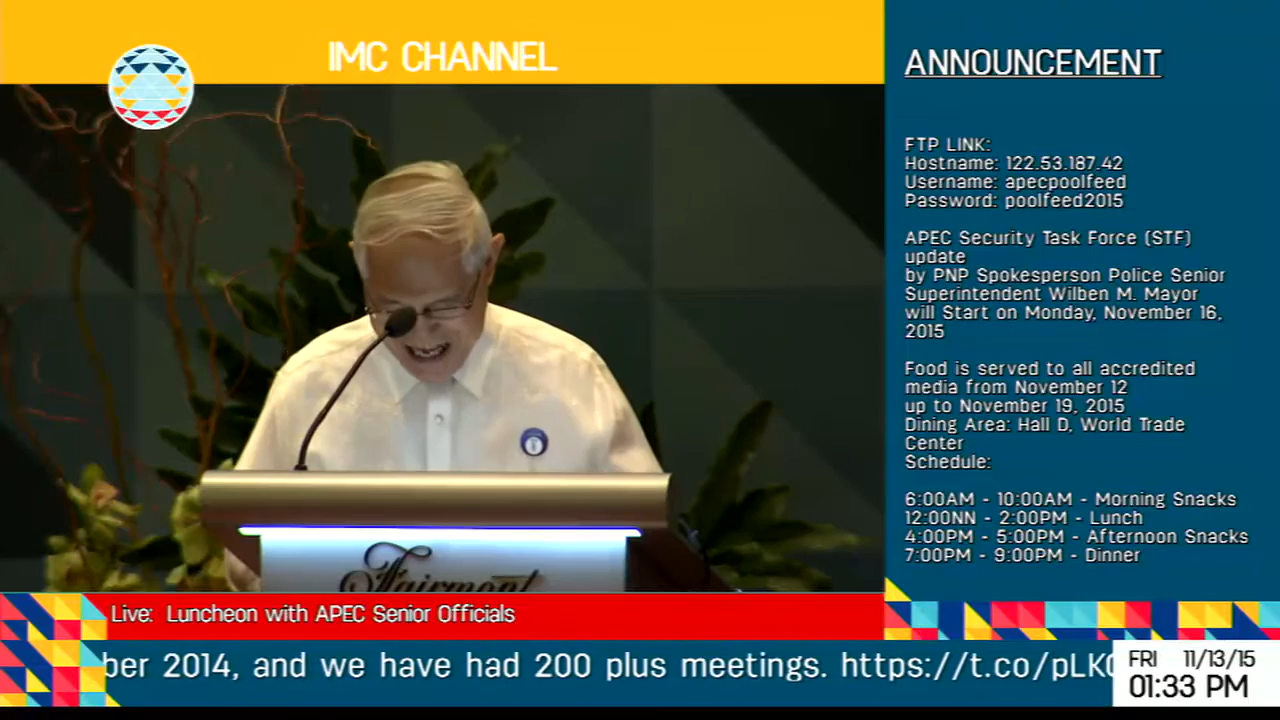 IMC CHANNEL
ANNOUNCEMENT
FTP LINK:
Hostname: 122.53.187.42
Username: apecpoolfeed
Password: poolfeed2015
APEC Security Task Force (STF)
update
by PNP Spokesperson Police Senior
Superintendent Wilben M. Mayor
will Start on Monday, November 16,
2015
Food is served to all accredited
media from November 12
up to November 19, 2015
Dining Area: Hall D, World Trade
Center
Schedule:
6:00AM - 10:00AM - Morning Snacks
12:00NN - 2:00PM - Lunch
4:00PM - 5:00PM - Afternoon Snacks
7:00PM - 9:00PM - Dinner
Fairmont
Live: Luncheon with APEC Senior Officials
ber 2014, and we have had 200 plus meetings. https://t.co/pLK
FRI 11/13/15
01:33 PM